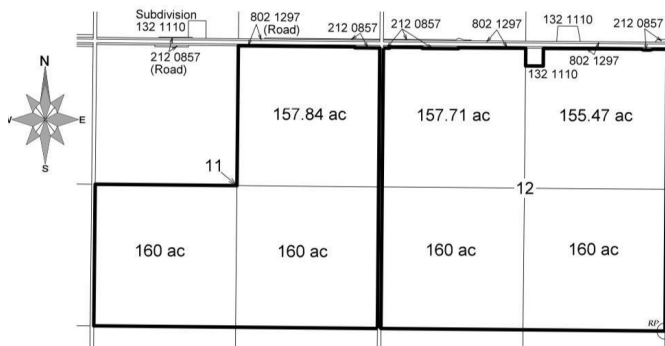 Subdivision
132 1110
802 1297
(Road)
212 0857
212 0857
802 1297
132 1110
212 0857
212 0857
(Road)
802 1297
132 1110
N
E
S
157.84 ac
157.71 ac
155.47 ac
11
12
160 ac
160 ac
160 ac
160 ac
RP